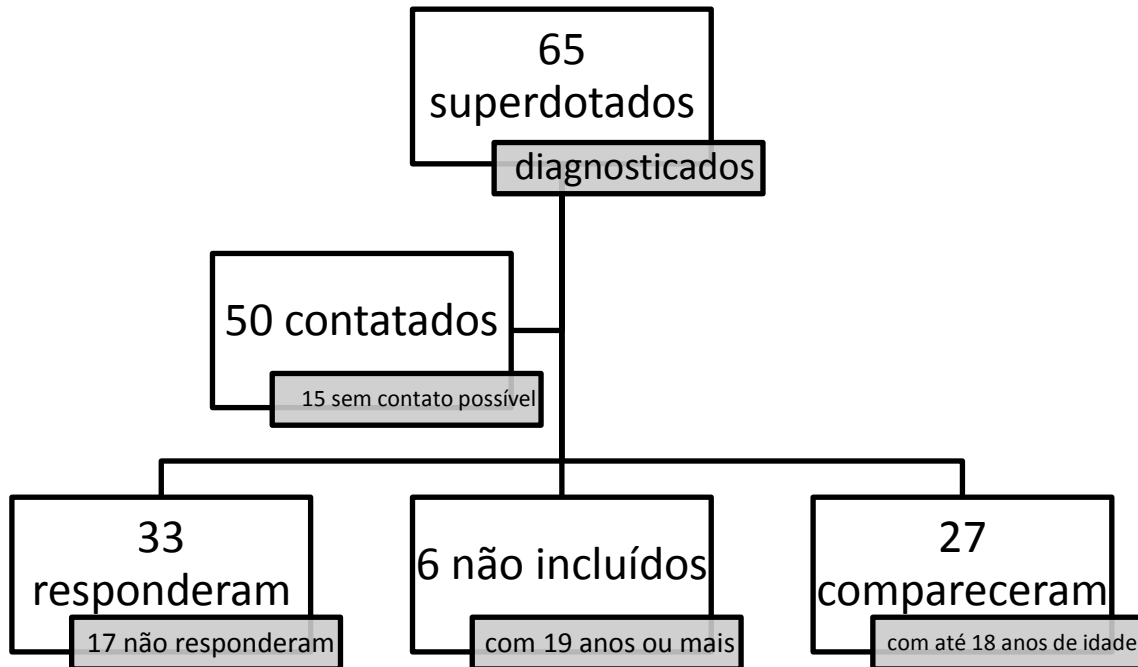 65
superdotados
diagnosticados
50 contatados
15 sem contato possível
33
responderam
17 não responderam
6 não incluídos
com 19 anos ou mais
27
compareceram
com até 18 anos de idade